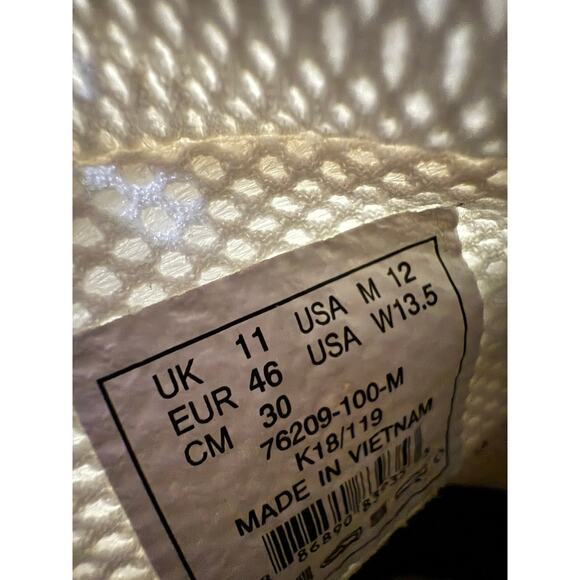 UK 11 USA M 12
EUR 46 USA W13.5
CM 30
76209-100-M
K18/119
MADE IN VIETNAM